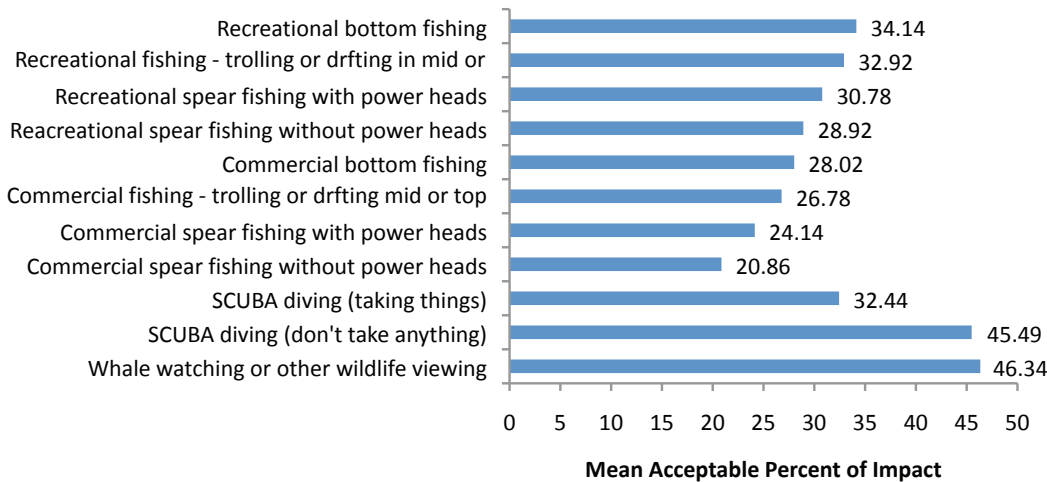 Recreational bottom fishing 34.14
Recreational fishing - trolling or drfting in mid or 32.92
Recreational spear fishing with power heads 30.78
Reacreational spear fishing without power heads 28.92
Commercial bottom fishing 28.02
Commercial fishing - trolling or drfting mid or top 26.78
Commercial spear fishing with power heads 24.14
Commercial spear fishing without power heads 20.86
SCUBA diving (taking things) 32.44
SCUBA diving (don't take anything) 45.49
Whale watching or other wildlife viewing 46.34
0 5 10 15 20 25 30 35 40 45 50
Mean Acceptable Percent of Impact